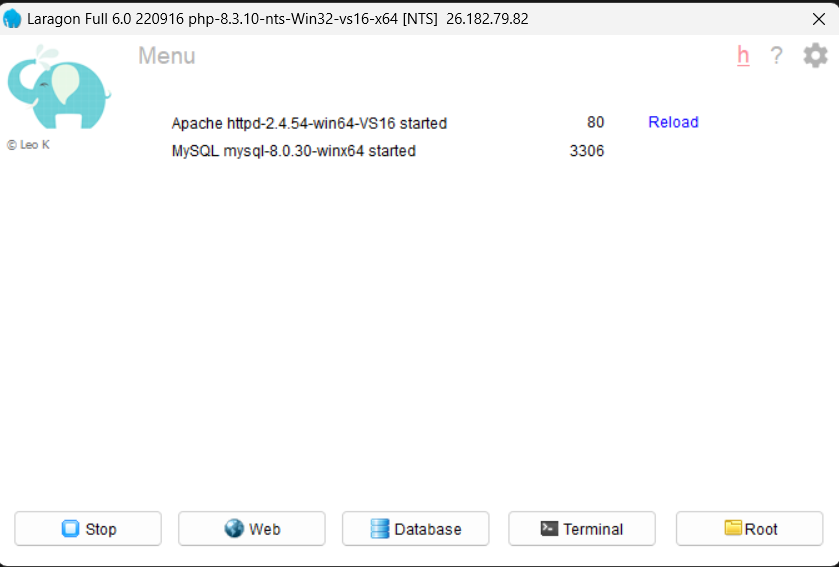 Laragon Full 6.0 220916 php-8.3.10-nts-Win32-vs16-x64 [NTS]  26.182.79.82
Menu
h ?
© Leo K
Apache httpd-2.4.54-win64-VS16 started 80 Reload
MySQL mysql-8.0.30-winx64 started 3306
Stop Web Database Terminal Root